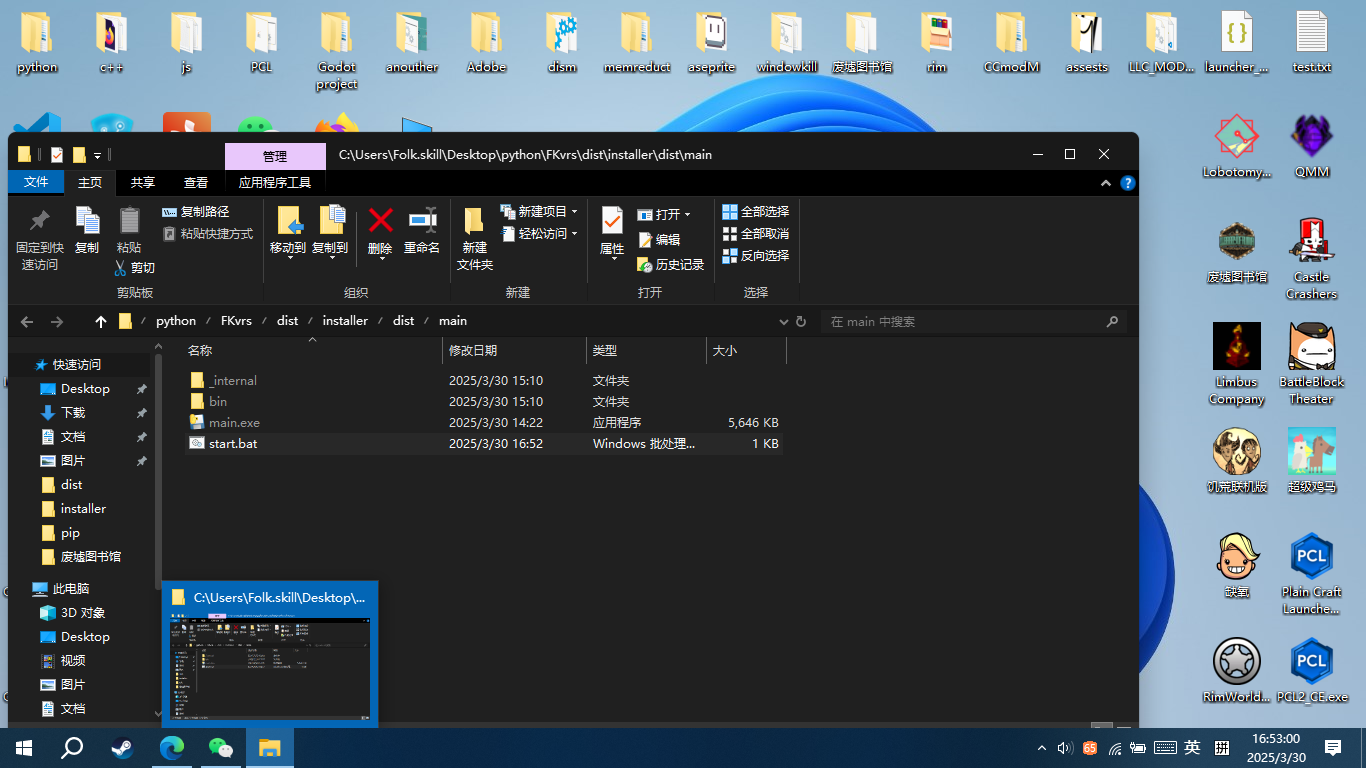 python
c++
js
PCL
Godot project
anouther
Adobe
dism
memreduct
aseprite
windowkill
废墟图书馆
rim
CCmodM
assests
LLC_MOD...
launcher_...
test.txt
管理
C:\Users\Folk.skill\Desktop\python\FKvrs\dist\installer\dist\main
文件
主页
共享
查看
应用程序工具
固定到快速访问
复制
粘贴
复制路径
粘贴快捷方式
剪切
剪贴板
移动到
复制到
删除
重命名
组织
新建文件夹
新建项目
轻松访问
新建
属性
打开
编辑
历史记录
打开
全部选择
全部取消
反向选择
选择
python / FKvrs / dist / installer / dist / main
在 main 中搜索
名称 修改日期 类型 大小
_internal 2025/3/30 15:10 文件夹
bin 2025/3/30 15:10 文件夹
main.exe 2025/3/30 14:22 应用程序 5,646 KB
start.bat 2025/3/30 16:52 Windows 批处理... 1 KB
快速访问
Desktop
下载
文档
图片
dist
installer
pip
废墟图书馆
此电脑
3D 对象
Desktop
视频
图片
文档
C:\Users\Folk.skill\Desktop\...
Lobotomy...
QMM
废墟图书馆
Castle Crashers
Limbus Company
BattleBlock Theater
饥荒联机版
超级鸡马
缺氧
PCL
Plain Craft Launche...
RimWorld...
PCL
PCL2_CE.exe
65
英
拼
16:53:00
2025/3/30